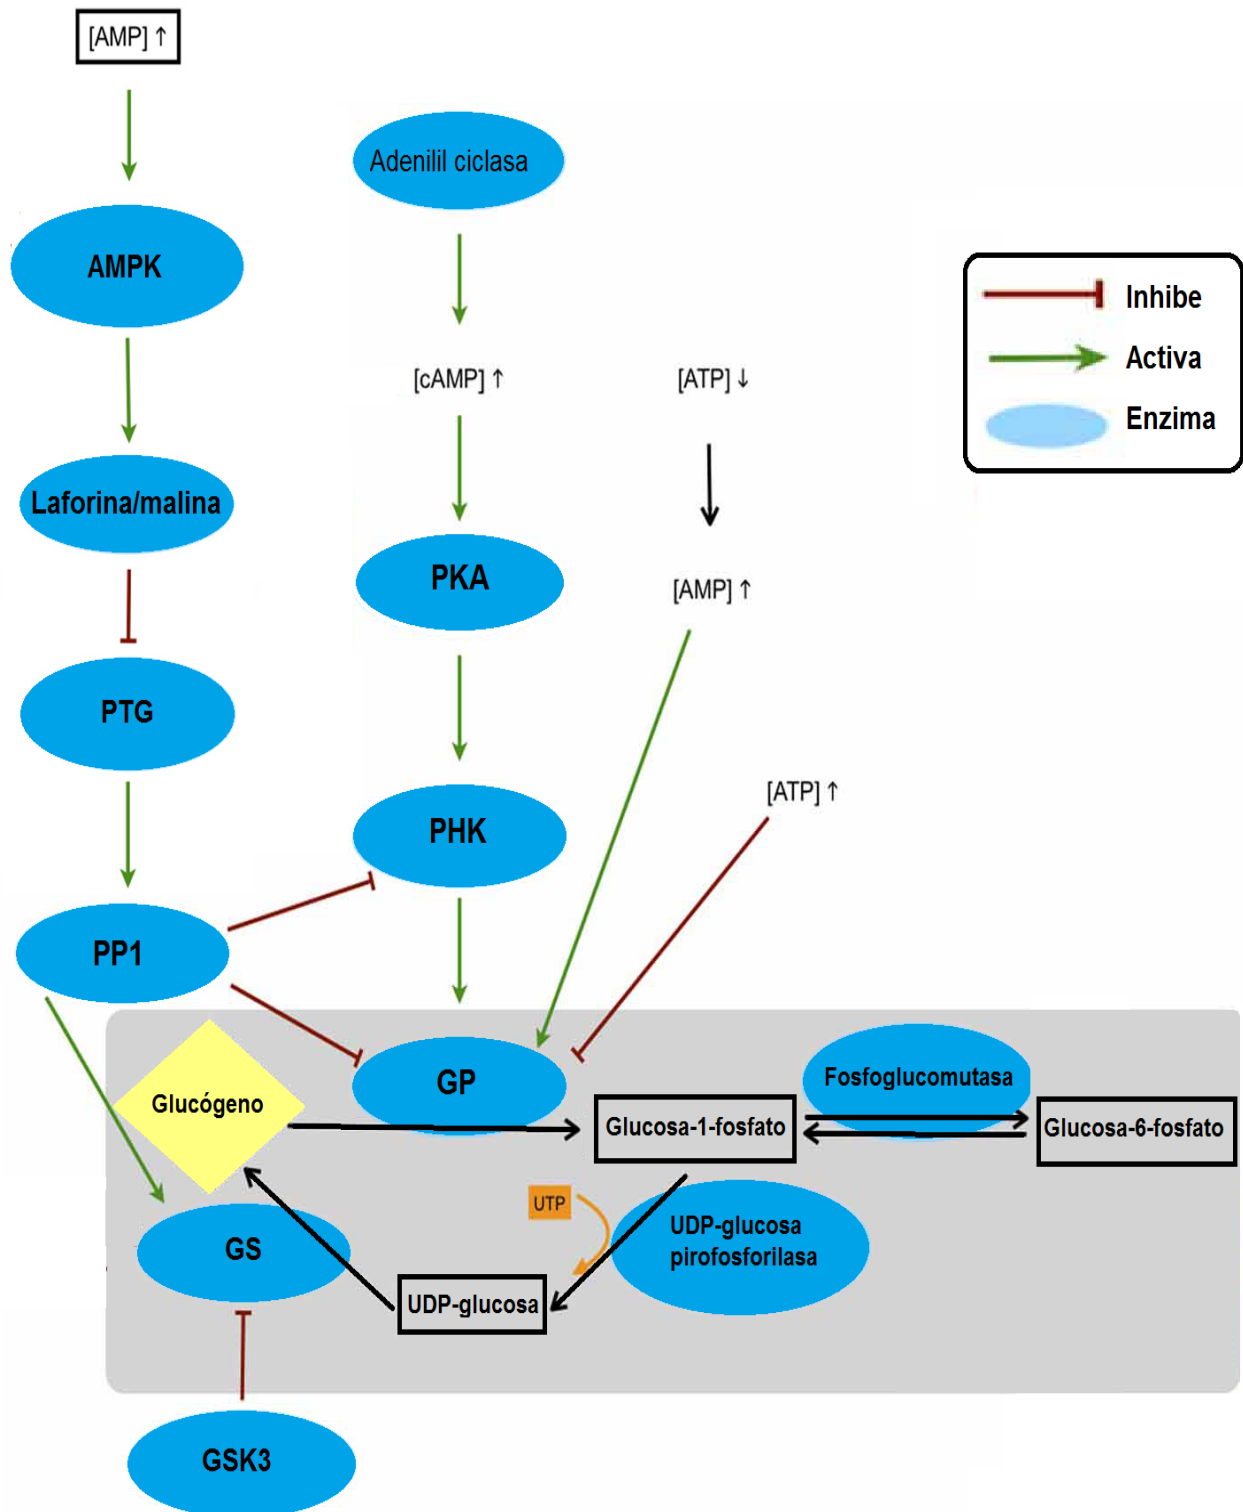 [AMP] ↑
Adenilil ciclasa
AMPK
Inhibe
Activa
Enzima
[cAMP] ↑
[ATP] ↓
Laforina/malina
PKA
[AMP] ↑
PTG
[ATP] ↑
PHK
PP1
Glucógeno
GP
Fosfoglucomutasa
Glucosa-1-fosfato
Glucosa-6-fosfato
UTP
UDP-glucosa
pirofosforilasa
GS
UDP-glucosa
GSK3